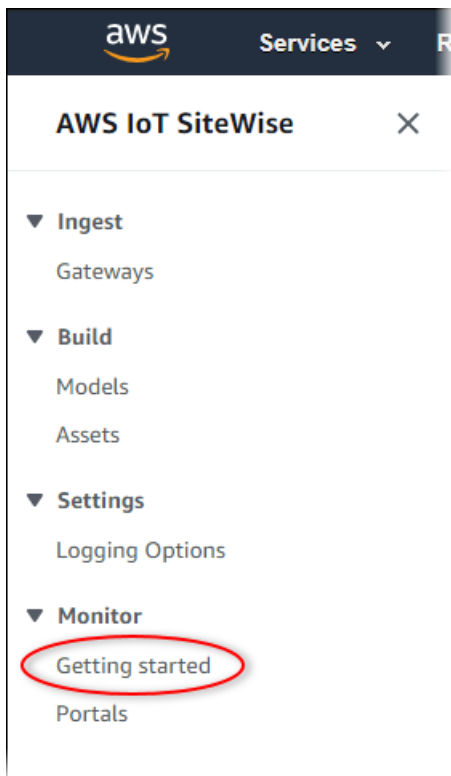 aws Services R
AWS IoT SiteWise
Ingest
Gateways
Build
Models
Assets
Settings
Logging Options
Monitor
Getting started
Portals